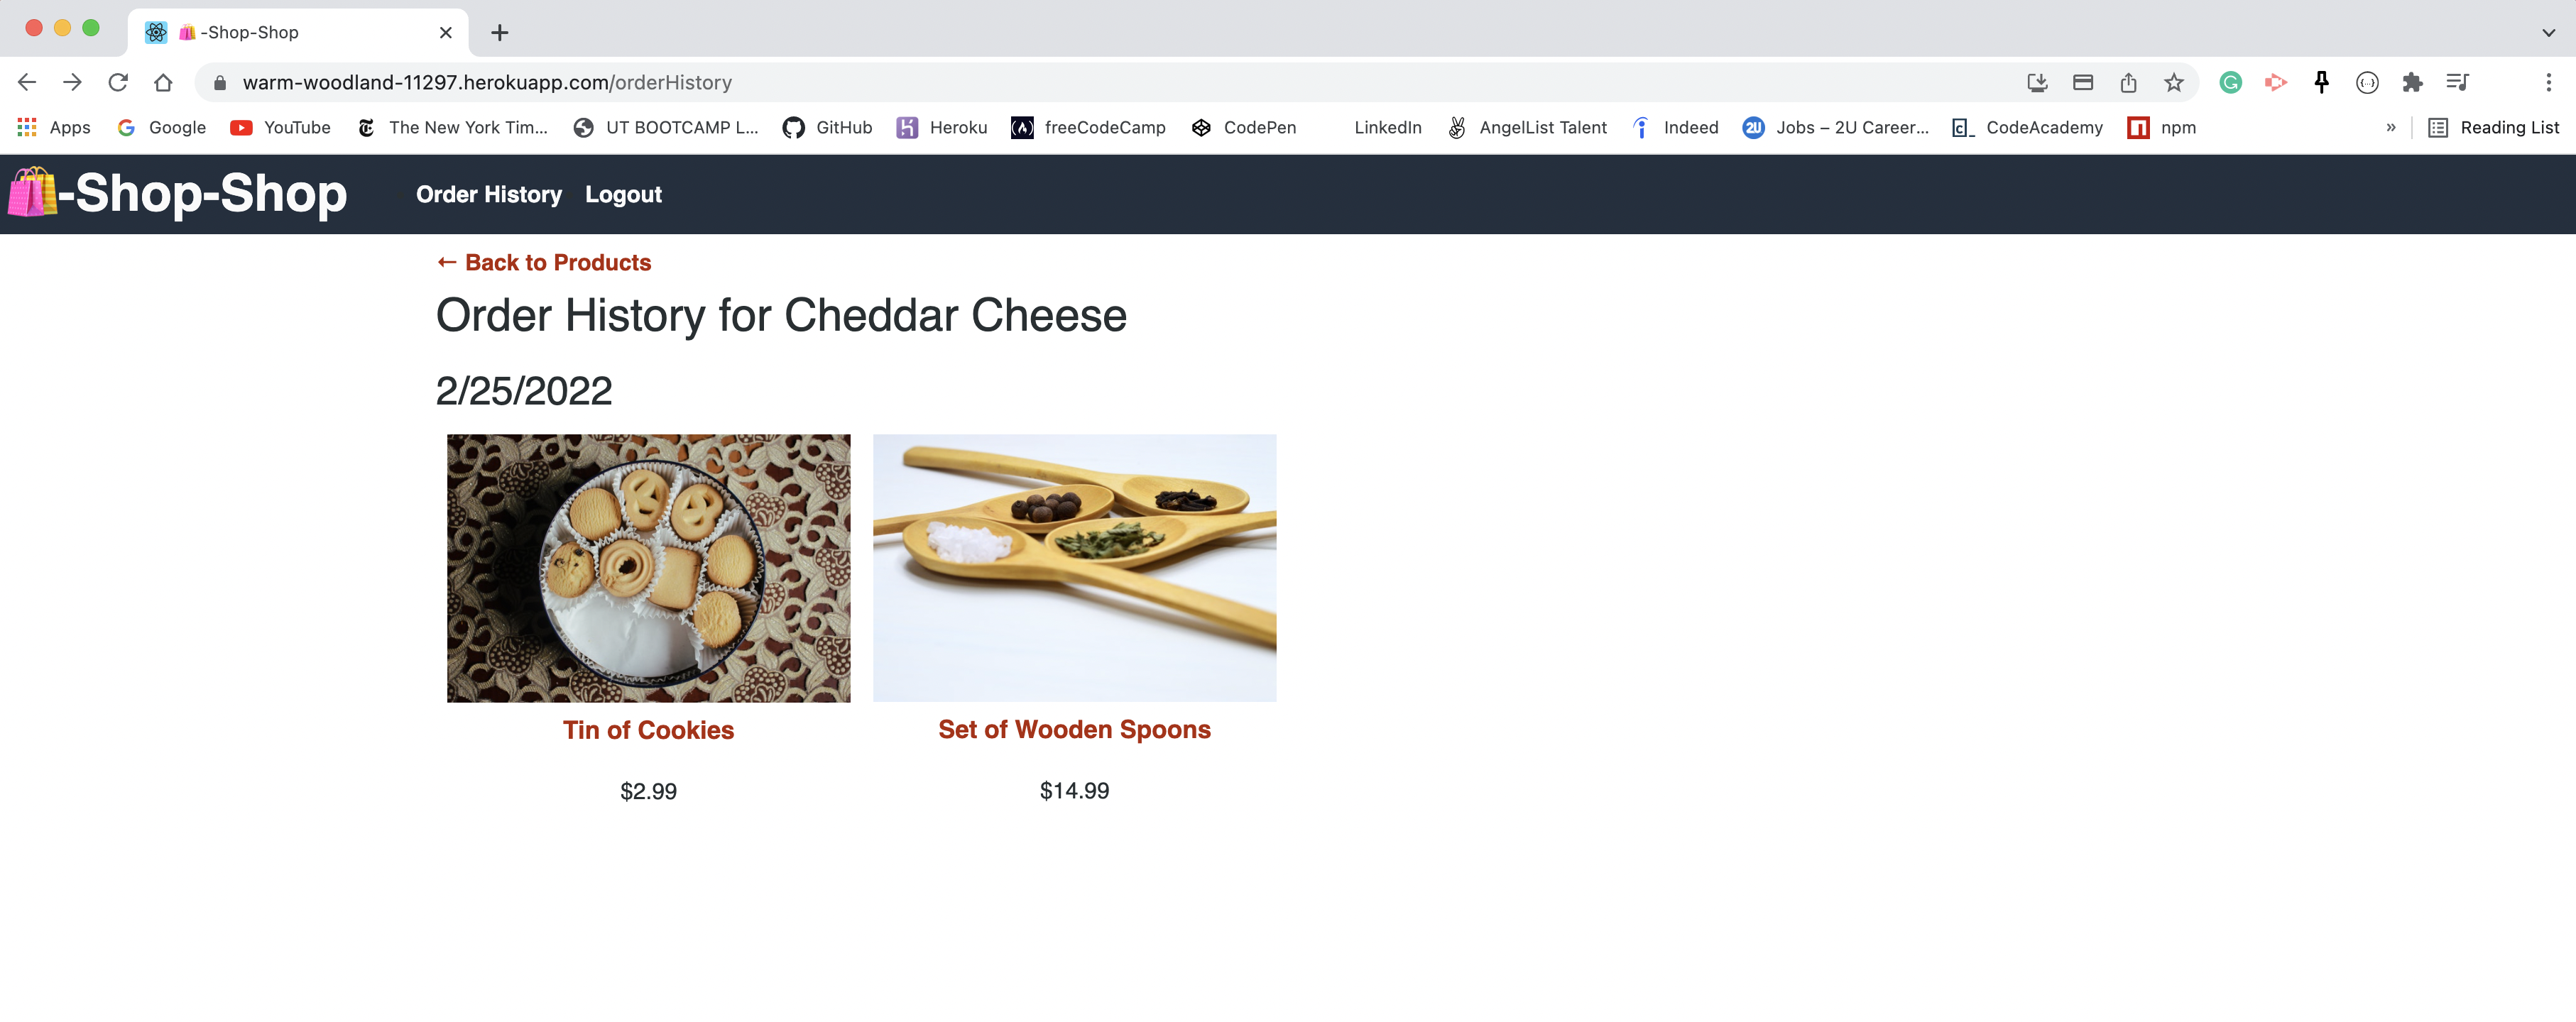 -Shop-Shop
warm-woodland-11297.herokuapp.com/orderHistory
Apps Google YouTube The New York Tim... UT BOOTCAMP L... GitHub Heroku freeCodeCamp CodePen LinkedIn AngelList Talent Indeed Jobs – 2U Career... CodeAcademy npm » Reading List
-Shop-Shop Order History Logout
← Back to Products
Order History for Cheddar Cheese
2/25/2022
Tin of Cookies Set of Wooden Spoons
$2.99 $14.99